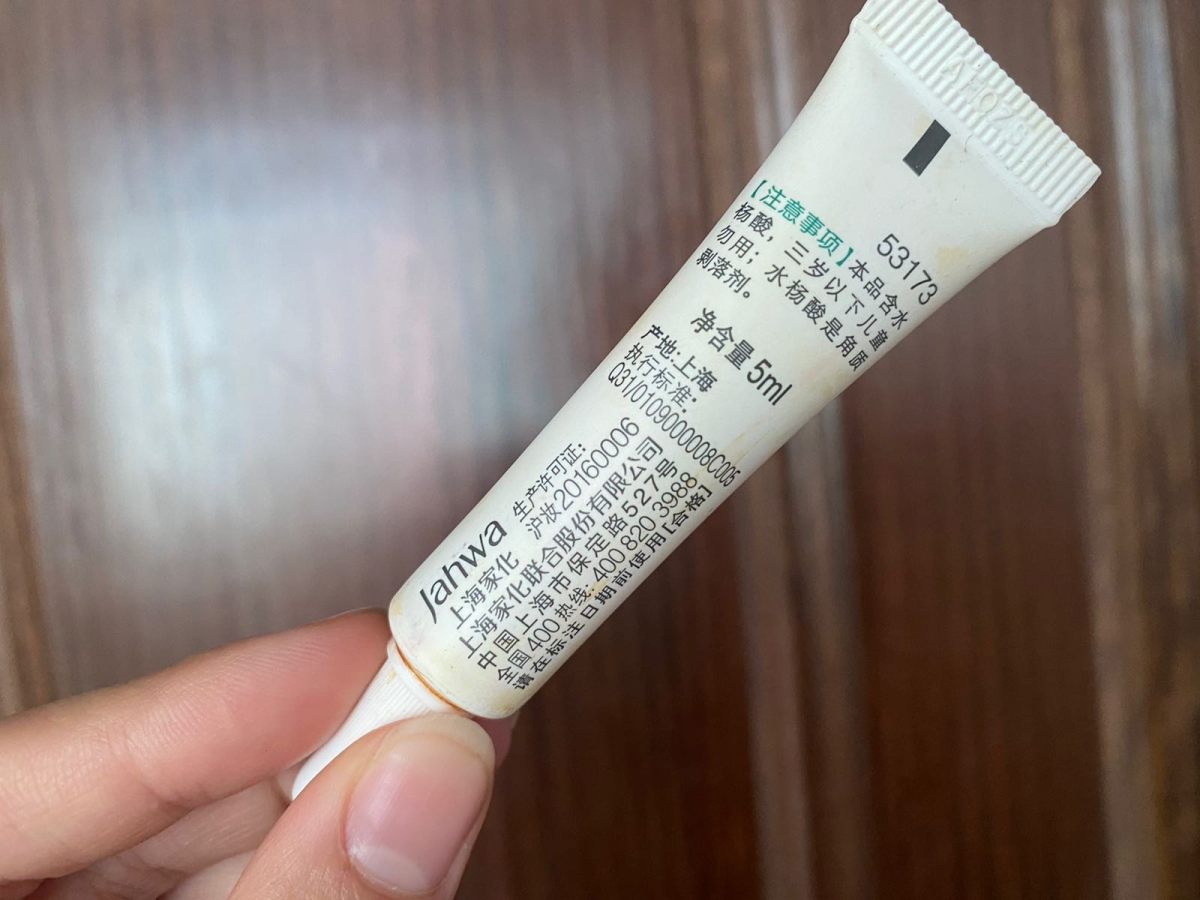 AH029
53173
【注意事项】本品含水
杨酸，三岁以下儿童
勿用；水杨酸是角质
剥落剂。
净含量 5ml
产地：上海
执行标准：
Q31/0109000008C005
生产许可证：
沪妆20160006
Jahwa
上海家化
上海家化联合股份有限公司
中国上海市保定路527号
全国400热线：400 820 3988
请在标注日期前使用[合格]